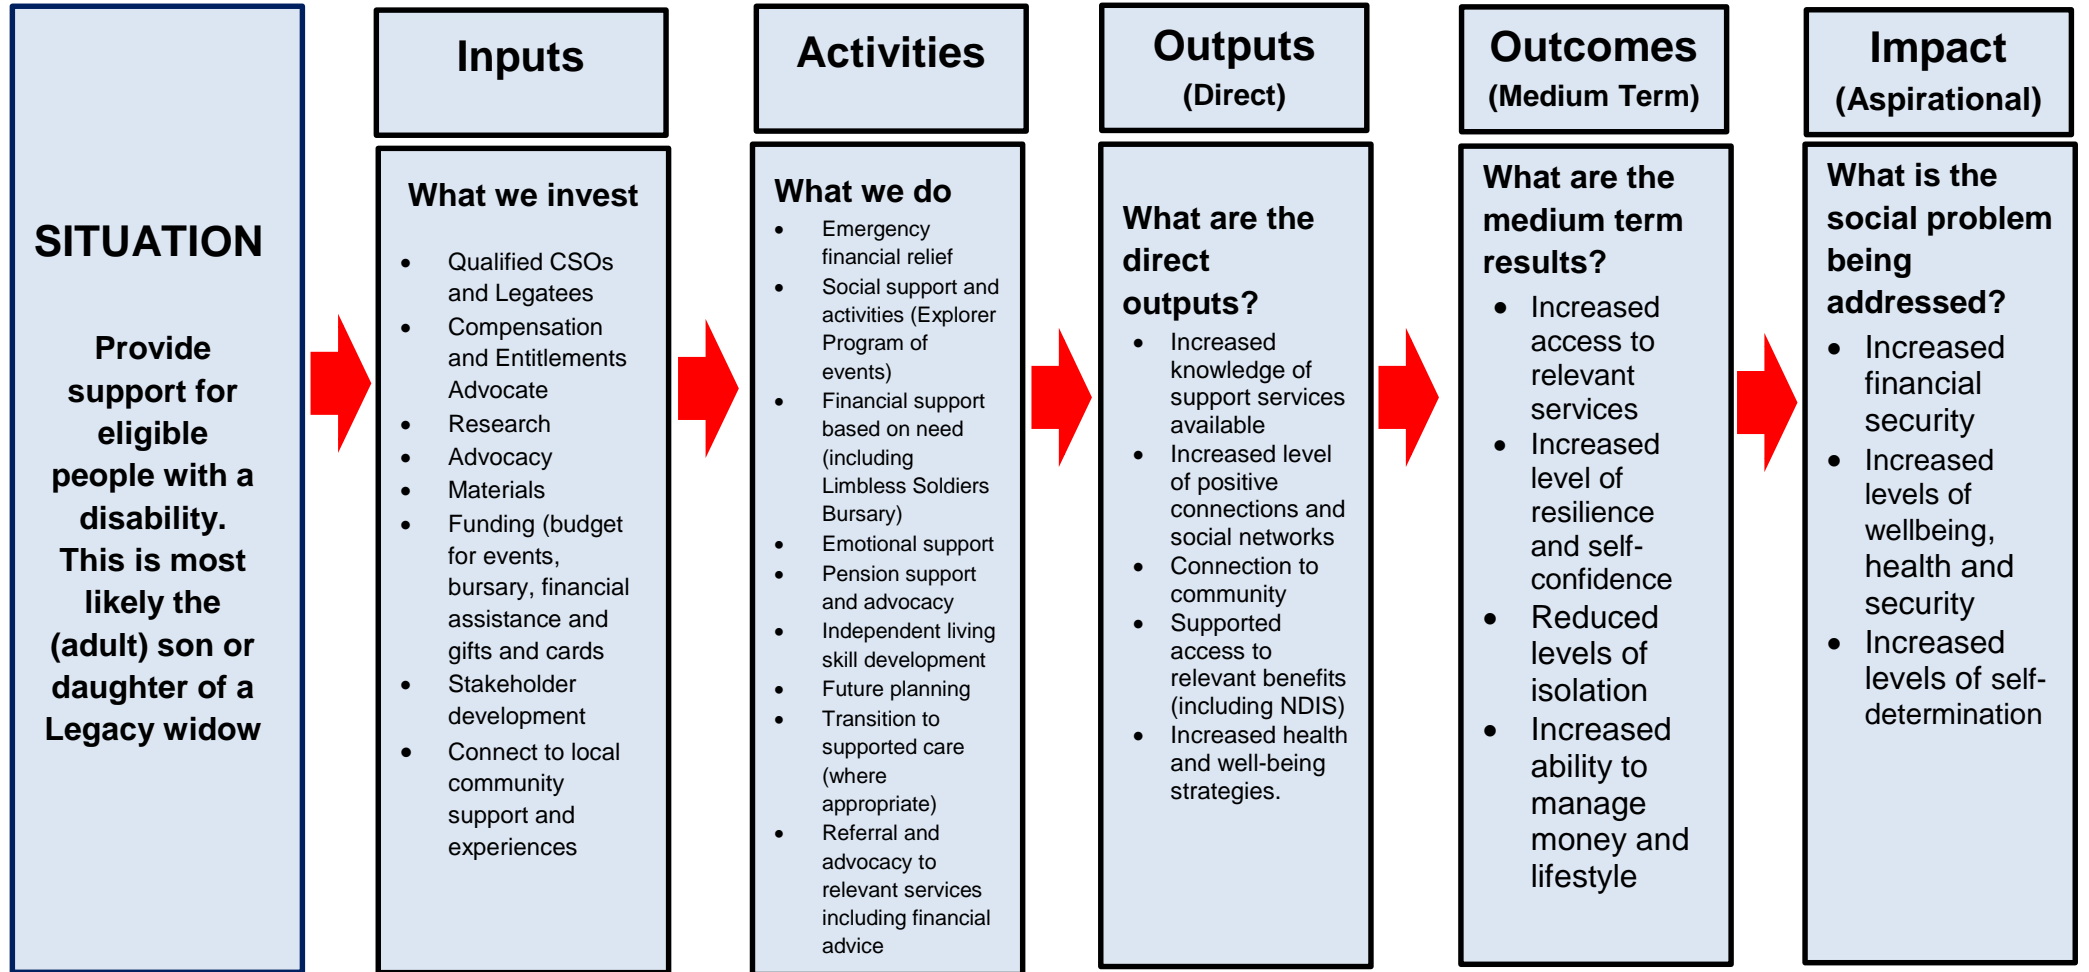 SITUATION
Provide
support for
eligible
people with a
disability.
This is most
likely the
(adult) son or
daughter of a
Legacy widow
Inputs
What we invest
• Qualified CSOs
and Legatees
• Compensation
and Entitlements
Advocate
• Research
• Advocacy
• Materials
• Funding (budget
for events,
bursary, financial
assistance and
gifts and cards
• Stakeholder
development
• Connect to local
community
support and
experiences
Activities
What we do
• Emergency
financial relief
• Social support and
activities (Explorer
Program of
events)
• Financial support
based on need
(including
Limbless Soldiers
Bursary)
• Emotional support
• Pension support
and advocacy
• Independent living
skill development
• Future planning
• Transition to
supported care
(where
appropriate)
• Referral and
advocacy to
relevant services
including financial
advice
Outputs
(Direct)
What are the
direct
outputs?
• Increased
knowledge of
support services
available
• Increased level
of positive
connections and
social networks
• Connection to
community
• Supported
access to
relevant benefits
(including NDIS)
• Increased health
and well-being
strategies.
Outcomes
(Medium Term)
What are the
medium term
results?
• Increased
access to
relevant
services
• Increased
level of
resilience
and self-
confidence
• Reduced
levels of
isolation
• Increased
ability to
manage
money and
lifestyle
Impact
(Aspirational)
What is the
social problem
being
addressed?
• Increased
financial
security
• Increased
levels of
wellbeing,
health and
security
• Increased
levels of self-
determination